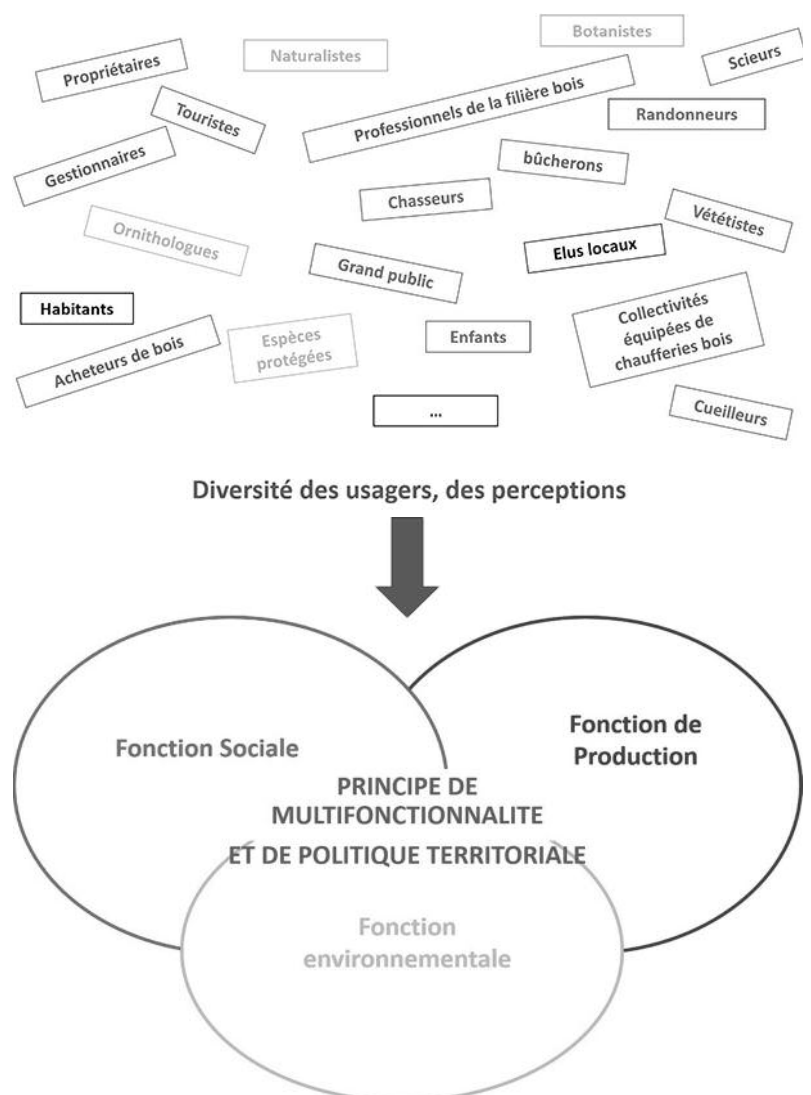 Botanistes
Naturalistes
Scieurs
Propriétaires
Professionnels de la filière bois
Touristes
Randonneurs
Gestionnaires
bûcherons
Chasseurs
Vététistes
Ornithologues
Elus locaux
Grand public
Habitants
Collectivités
équipées de
chaufferies bois
Espèces
protégées
Enfants
Acheteurs de bois
Cueilleurs
...
Diversité des usagers, des perceptions
Fonction Sociale
Fonction de
Production
PRINCIPE DE
MULTIFONCTIONNALITE
ET DE POLITIQUE TERRITORIALE
Fonction
environnementale